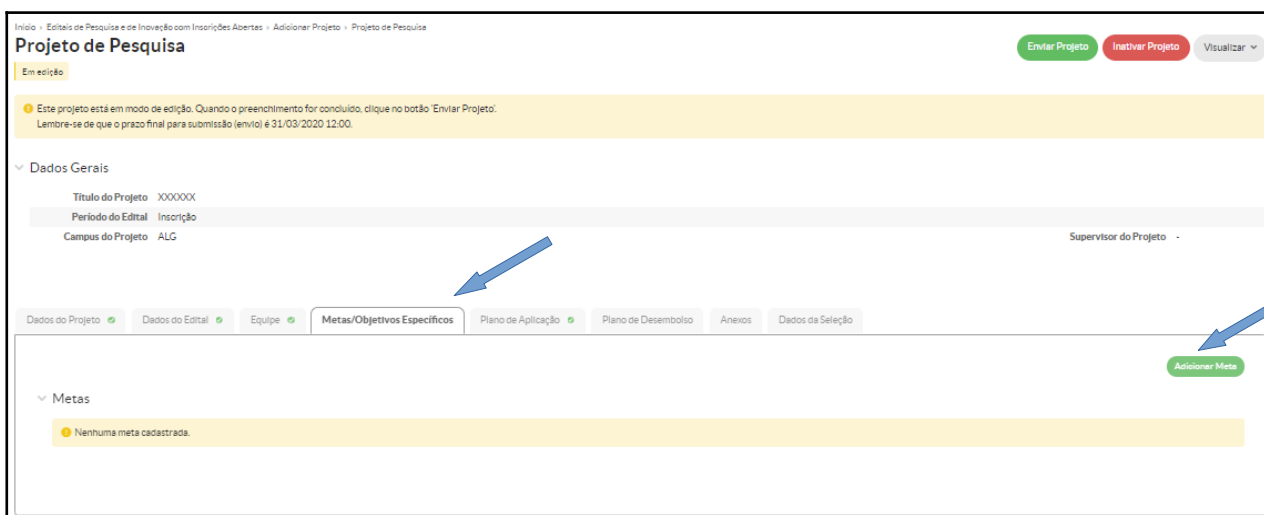 Início › Editais de Pesquisa e de Inovação com Inscrições Abertas › Adicionar Projeto › Projeto de Pesquisa
Projeto de Pesquisa
Enviar Projeto Inativar Projeto Visualizar
Em edição
Este projeto está em modo de edição. Quando o preenchimento for concluído, clique no botão 'Enviar Projeto'.
Lembre-se de que o prazo final para submissão (envio) é 31/03/2020 12:00.
Dados Gerais
Título do Projeto XXXXXX
Período do Edital Inscrição
Campus do Projeto ALG Supervisor do Projeto -
Dados do Projeto Dados do Edital Equipe Metas/Objetivos Específicos Plano de Aplicação Plano de Desembolso Anexos Dados da Seleção
Adicionar Meta
Metas
Nenhuma meta cadastrada.